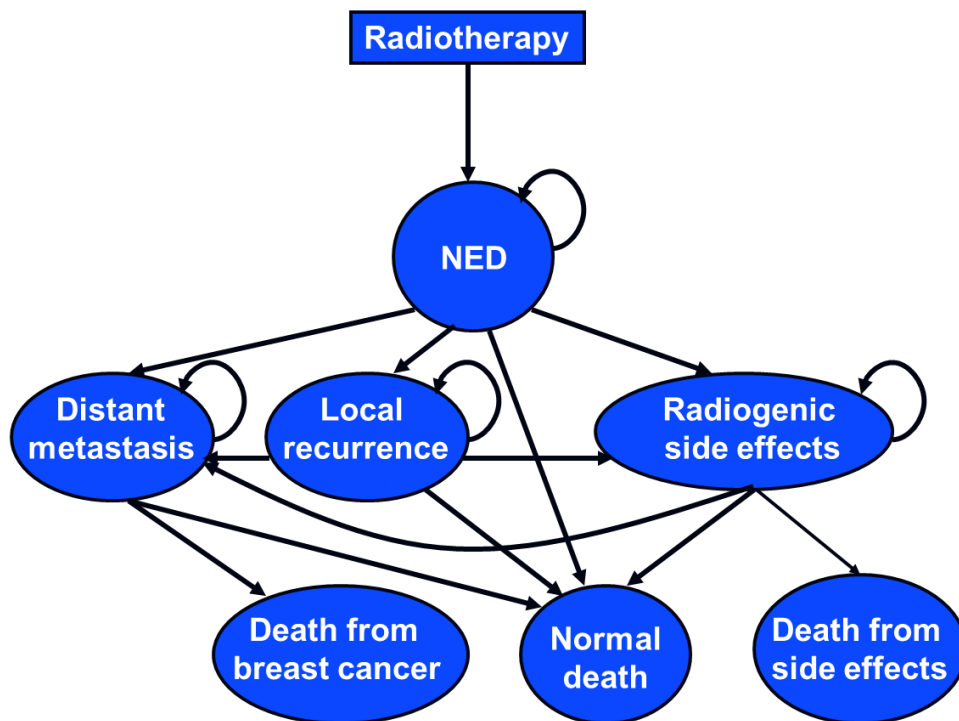 Radiotherapy
NED
Distant
metastasis
Local
recurrence
Radiogenic
side effects
Death from
breast cancer
Normal
death
Death from
side effects